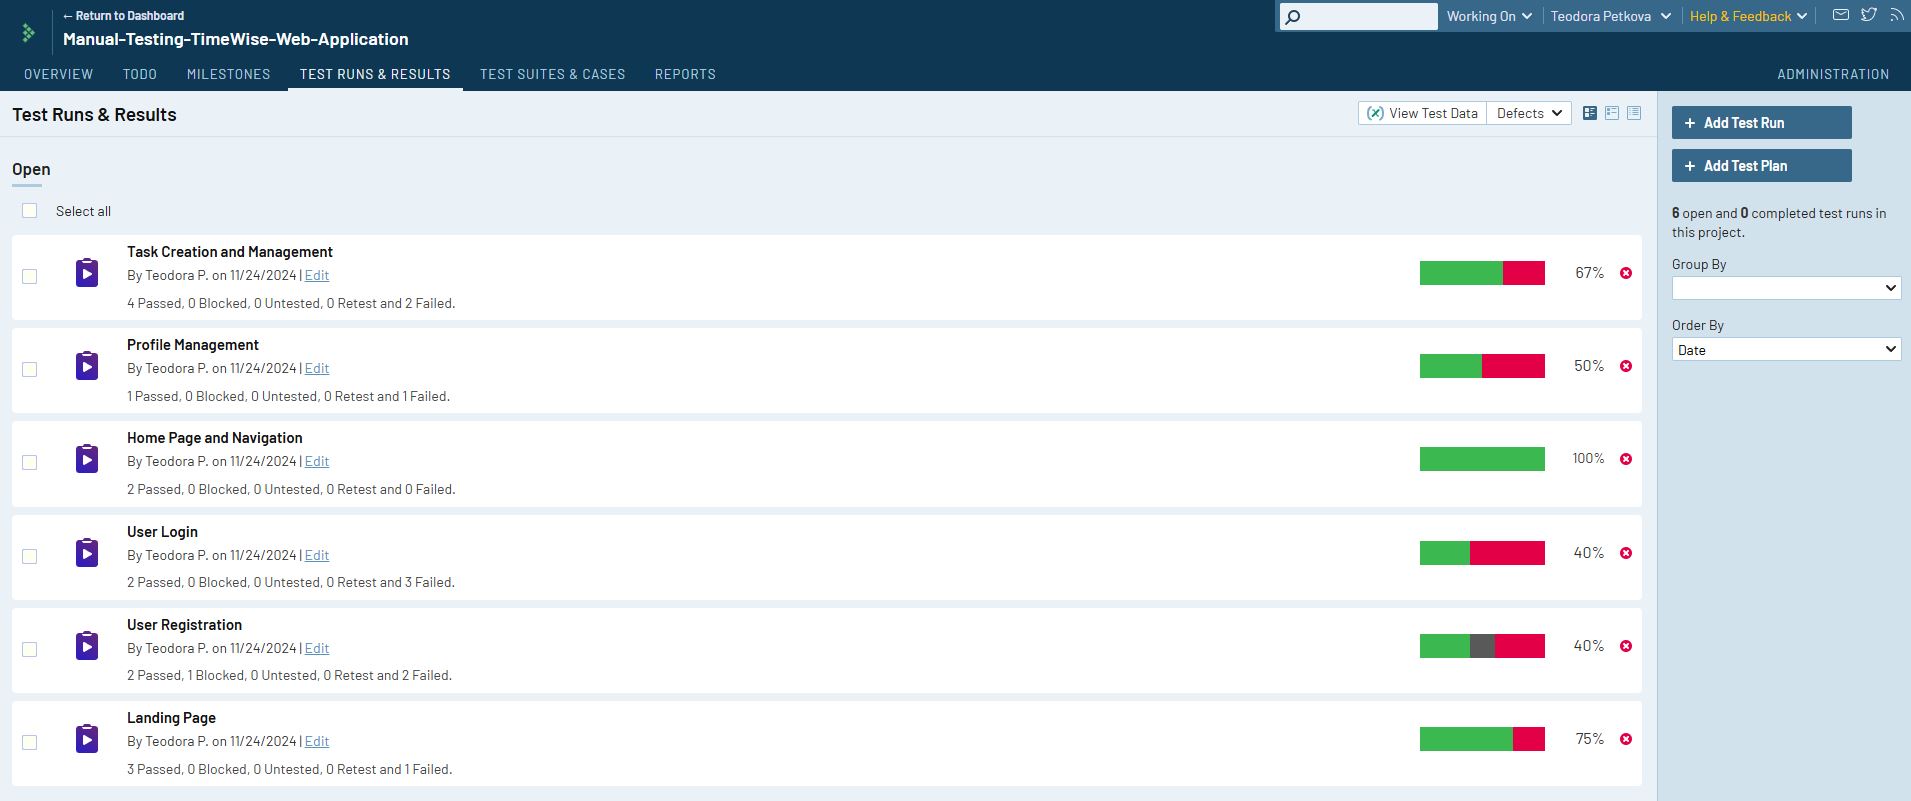 ← Return to Dashboard
Manual-Testing-TimeWise-Web-Application
Working On
Teodora Petkova
Help & Feedback
OVERVIEW TODO MILESTONES TEST RUNS & RESULTS TEST SUITES & CASES REPORTS ADMINISTRATION
Test Runs & Results
View Test Data
Defects
Open
Select all
Task Creation and Management
By Teodora P. on 11/24/2024 | Edit
4 Passed, 0 Blocked, 0 Untested, 0 Retest and 2 Failed.
67%
Profile Management
By Teodora P. on 11/24/2024 | Edit
1 Passed, 0 Blocked, 0 Untested, 0 Retest and 1 Failed.
50%
Home Page and Navigation
By Teodora P. on 11/24/2024 | Edit
2 Passed, 0 Blocked, 0 Untested, 0 Retest and 0 Failed.
100%
User Login
By Teodora P. on 11/24/2024 | Edit
2 Passed, 0 Blocked, 0 Untested, 0 Retest and 3 Failed.
40%
User Registration
By Teodora P. on 11/24/2024 | Edit
2 Passed, 1 Blocked, 0 Untested, 0 Retest and 2 Failed.
40%
Landing Page
By Teodora P. on 11/24/2024 | Edit
3 Passed, 0 Blocked, 0 Untested, 0 Retest and 1 Failed.
75%
+ Add Test Run
+ Add Test Plan
6 open and 0 completed test runs in
this project.
Group By
Order By
Date